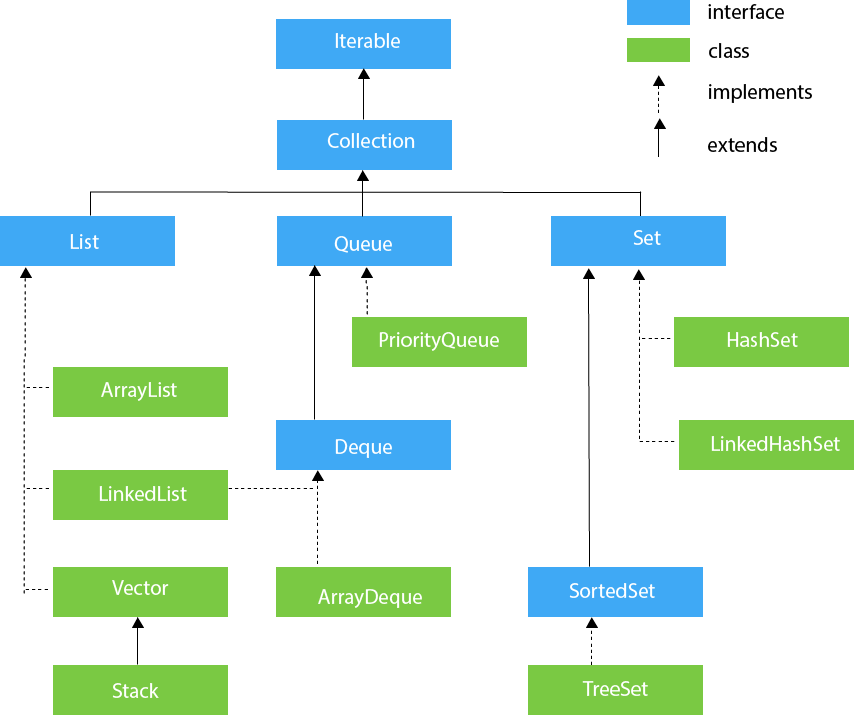 interface
Iterable
class
implements
Collection
extends
List
Queue
Set
PriorityQueue
HashSet
ArrayList
Deque
LinkedHashSet
LinkedList
Vector
ArrayDeque
SortedSet
Stack
TreeSet